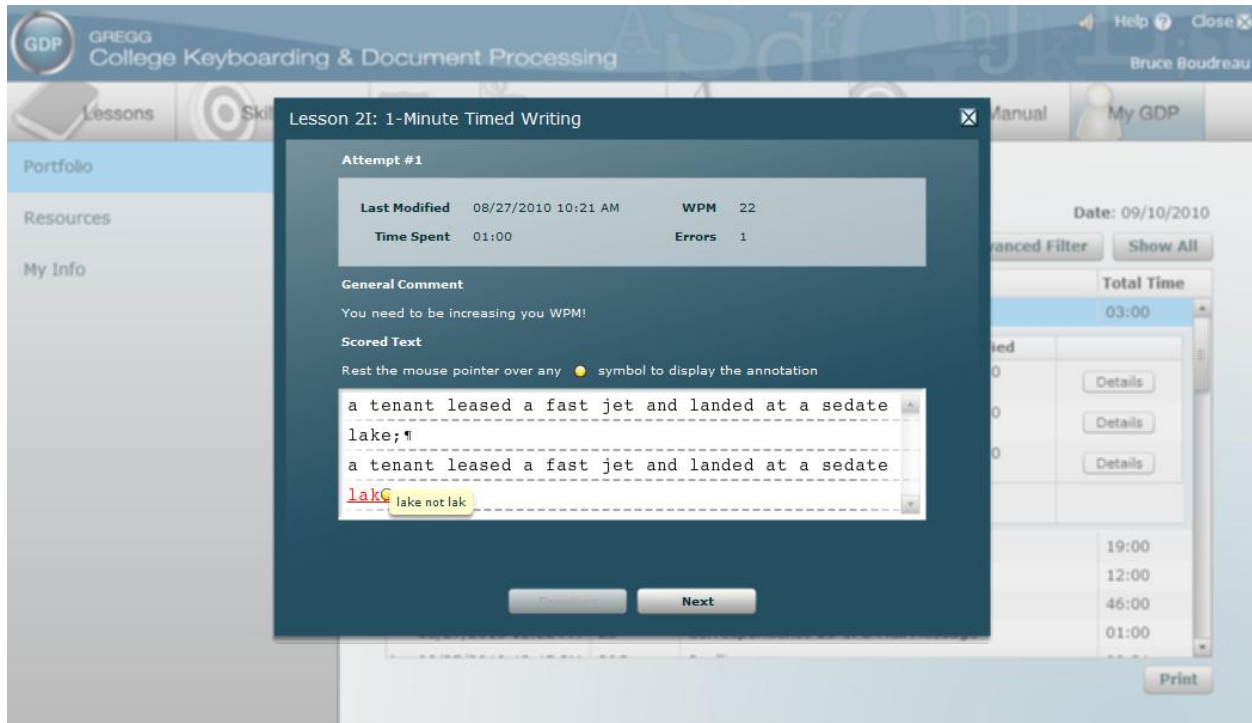 GDP
GREGG
College Keyboarding & Document Processing
Help ? Close
Bruce Boudreau
Lessons
Manual
My GDP
Portfolio
Resources
My Info
Date: 09/10/2010
Filter
Show All
Total Time
03:00
Details
Details
Details
19:00
12:00
46:00
01:00
Print
Lesson 2I: 1-Minute Timed Writing
Attempt #1
Last Modified 08/27/2010 10:21 AM WPM 22
Time Spent 01:00 Errors 1
General Comment
You need to be increasing you WPM!
Scored Text
Rest the mouse pointer over any symbol to display the annotation
a tenant leased a fast jet and landed at a sedate
lake;¶
a tenant leased a fast jet and landed at a sedate
lak
lake not lak
Next